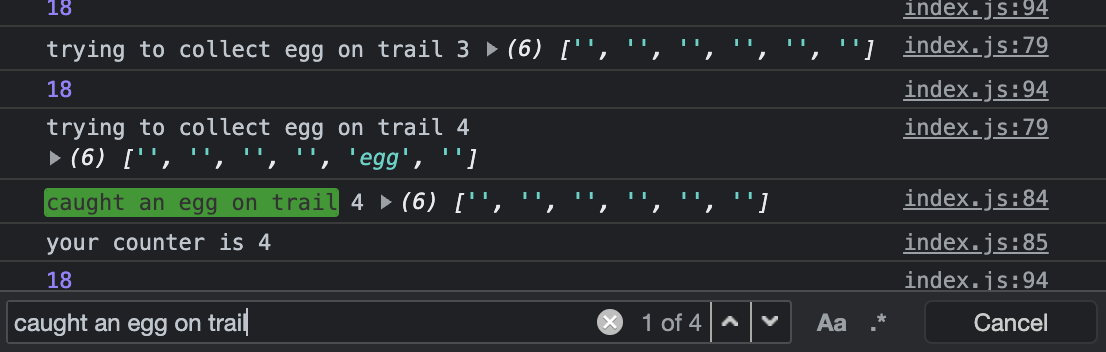 18 index.js:94
trying to collect egg on trail 3 ▶(6) ['', '', '', '', '', ''] index.js:79
18 index.js:94
trying to collect egg on trail 4 index.js:79
▶(6) ['', '', '', '', 'egg', '']
caught an egg on trail 4 ▶(6) ['', '', '', '', '', ''] index.js:84
your counter is 4 index.js:85
18 index.js:94
caught an egg on trail 1 of 4 Aa .* Cancel